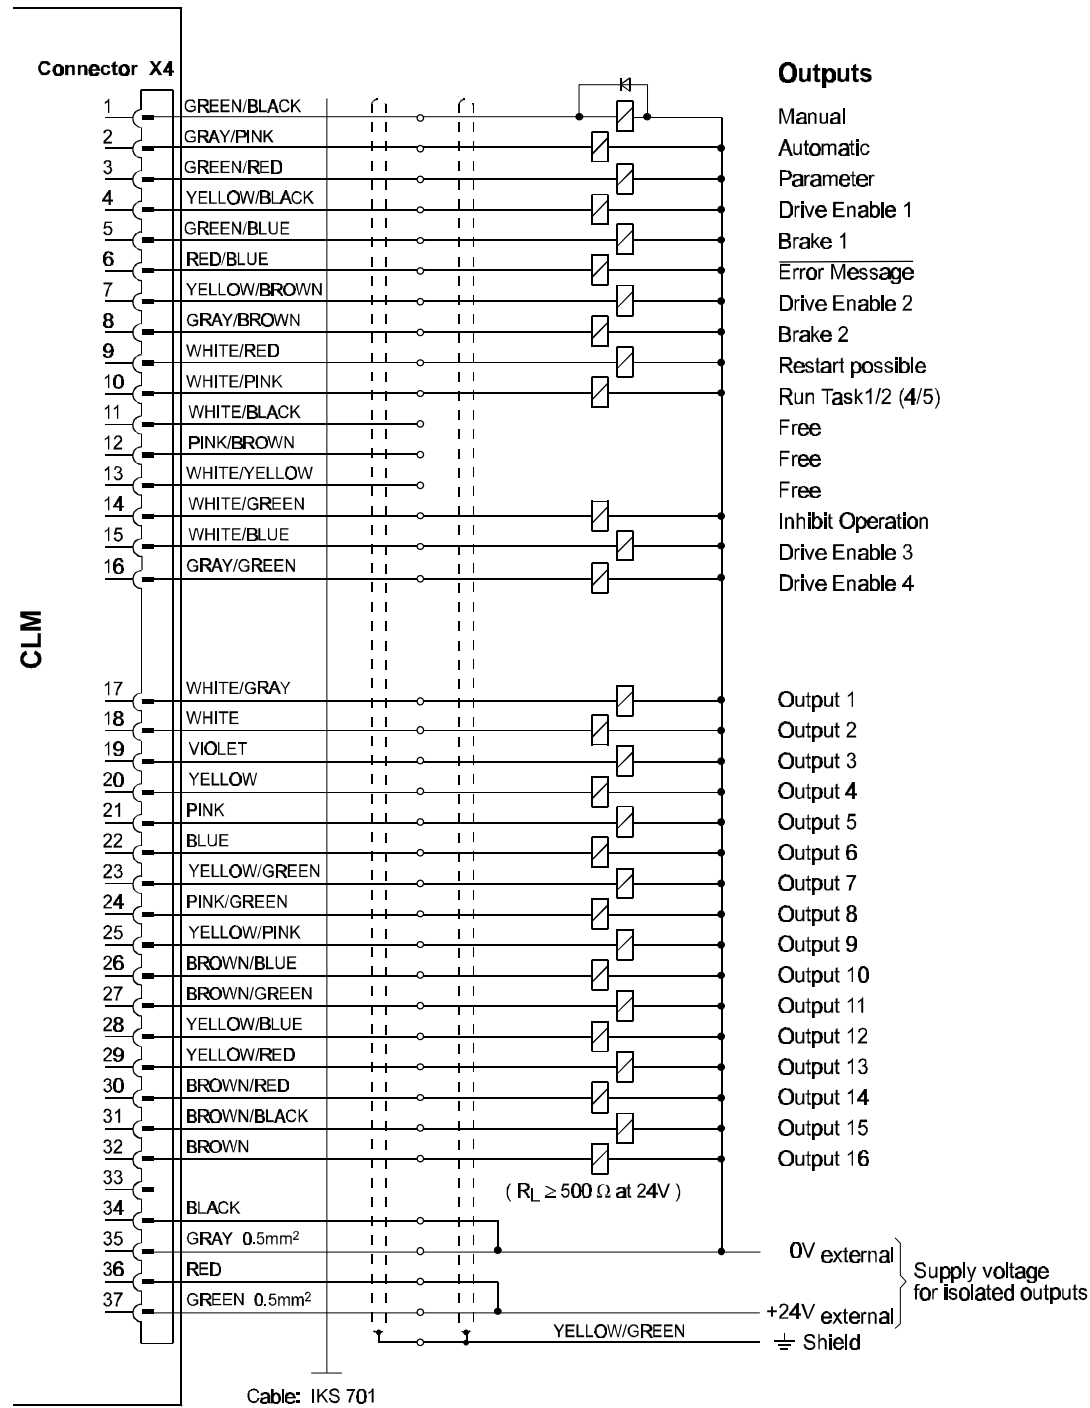 Connector X4
Outputs
1 GREEN/BLACK Manual
2 GRAY/PINK Automatic
3 GREEN/RED Parameter
4 YELLOW/BLACK Drive Enable 1
5 GREEN/BLUE Brake 1
6 RED/BLUE Error Message
7 YELLOW/BROWN Drive Enable 2
8 GRAY/BROWN Brake 2
9 WHITE/RED Restart possible
10 WHITE/PINK Run Task1/2 (4/5)
11 WHITE/BLACK Free
12 PINK/BROWN Free
13 WHITE/YELLOW Free
14 WHITE/GREEN Inhibit Operation
15 WHITE/BLUE Drive Enable 3
16 GRAY/GREEN Drive Enable 4
CLM
17 WHITE/GRAY Output 1
18 WHITE Output 2
19 VIOLET Output 3
20 YELLOW Output 4
21 PINK Output 5
22 BLUE Output 6
23 YELLOW/GREEN Output 7
24 PINK/GREEN Output 8
25 YELLOW/PINK Output 9
26 BROWN/BLUE Output 10
27 BROWN/GREEN Output 11
28 YELLOW/BLUE Output 12
29 YELLOW/RED Output 13
30 BROWN/RED Output 14
31 BROWN/BLACK Output 15
32 BROWN Output 16
33
( RL ≥ 500 Ω at 24V )
34 BLACK
35 GRAY 0.5mm² 0V external
36 RED
Supply voltage
for isolated outputs
37 GREEN 0.5mm² +24V external
YELLOW/GREEN Shield
Cable: IKS 701